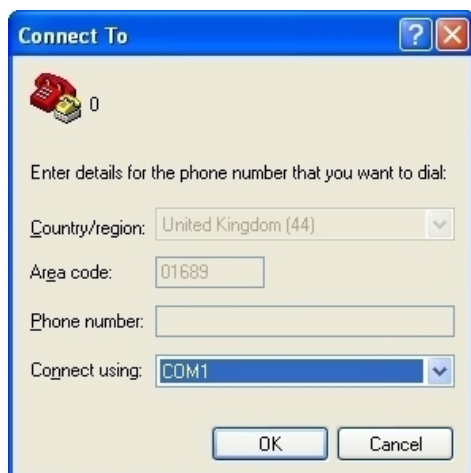 Connect To
0
Enter details for the phone number that you want to dial:
Country/region: United Kingdom (44)
Area code: 01689
Phone number:
Connect using: COM1
OK Cancel